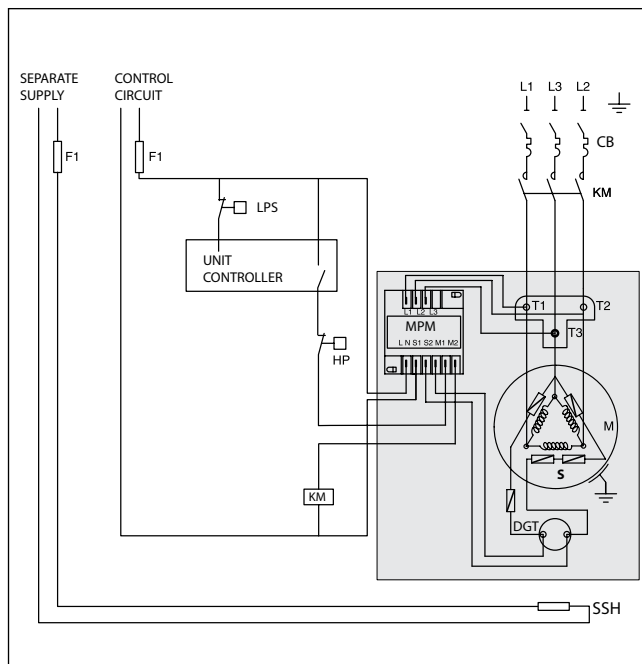 SEPARATE
SUPPLY
CONTROL
CIRCUIT
L1 L3 L2
F1
F1
CB
LPS
KM
UNIT
CONTROLLER
L1 L2 L3
T1
T2
MPM
T3
L N S1 S2 M1 M2
HP
M
S
KM
DGT
SSH